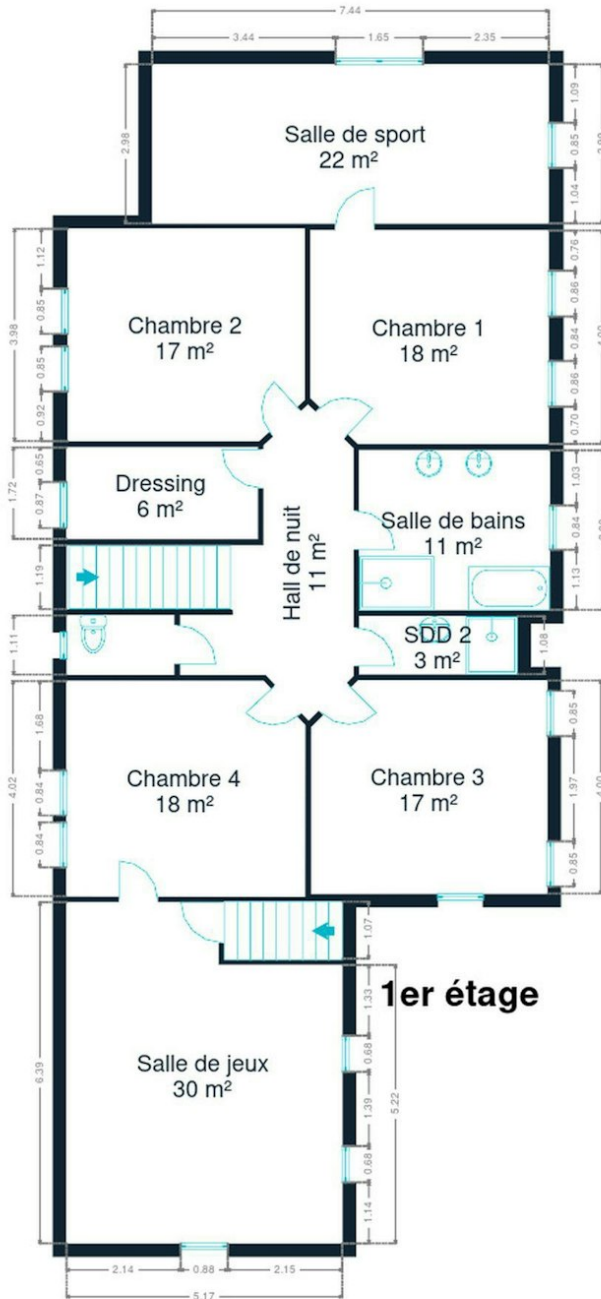 7.44
3.44
1.65
2.35
2.98
Salle de sport
22 m²
1.09
0.85
1.04
1.12
0.85
0.85
0.92
3.98
Chambre 2
17 m²
Chambre 1
18 m²
0.76
0.86
0.84
0.86
0.70
0.65
0.87
1.72
Dressing
6 m²
Hall de nuit
11 m²
Salle de bains
11 m²
1.03
0.84
1.13
1.19
1.11
SDD 2
3 m²
1.08
1.68
0.84
0.84
4.02
Chambre 4
18 m²
Chambre 3
17 m²
0.85
1.97
0.85
1.07
1er étage
1.33
0.68
1.39
0.68
1.14
5.22
6.39
Salle de jeux
30 m²
2.14
0.88
2.15
5.17